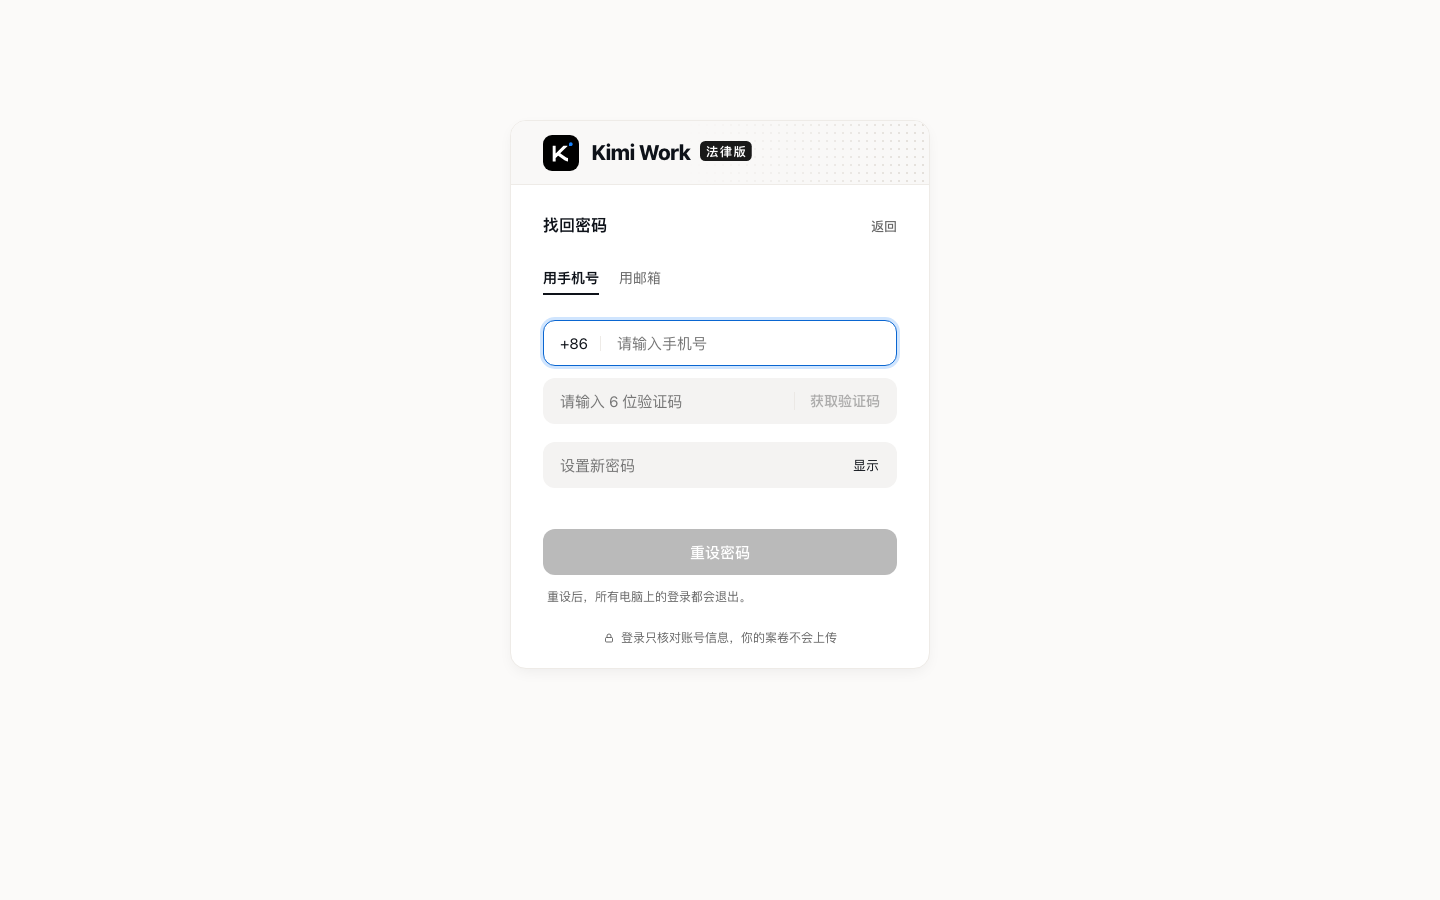 Kimi Work 法律版
找回密码 返回
用手机号 用邮箱
+86 请输入手机号
请输入 6 位验证码 获取验证码
设置新密码 显示
重设密码
重设后，所有电脑上的登录都会退出。
登录只核对账号信息，你的案卷不会上传